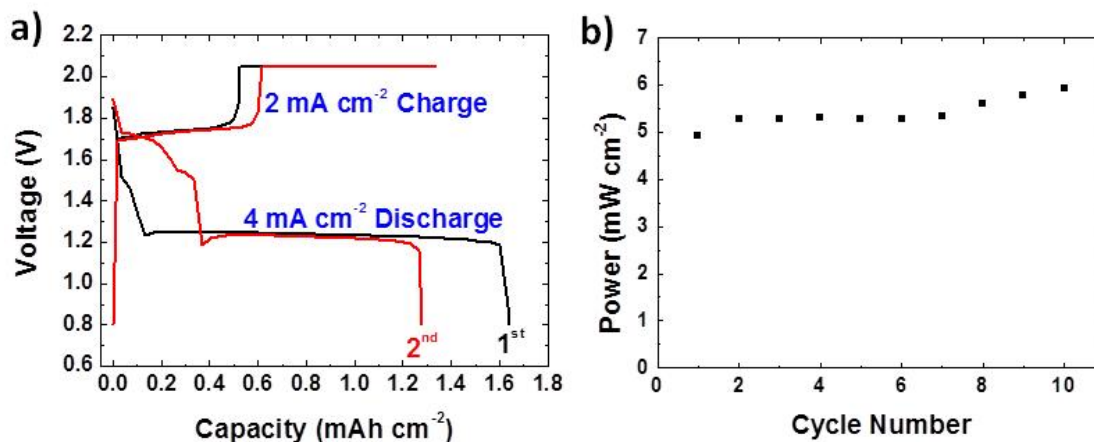 a)
2.2
2.0
1.8
1.6
1.4
1.2
1.0
0.8
0.6
Voltage (V)
2 mA cm⁻² Charge
4 mA cm⁻² Discharge
2ⁿᵈ
1ˢᵗ
0.0 0.2 0.4 0.6 0.8 1.0 1.2 1.4 1.6 1.8
Capacity (mAh cm⁻²)
b)
7
6
5
4
3
2
1
0
Power (mW cm⁻²)
0 2 4 6 8 10
Cycle Number